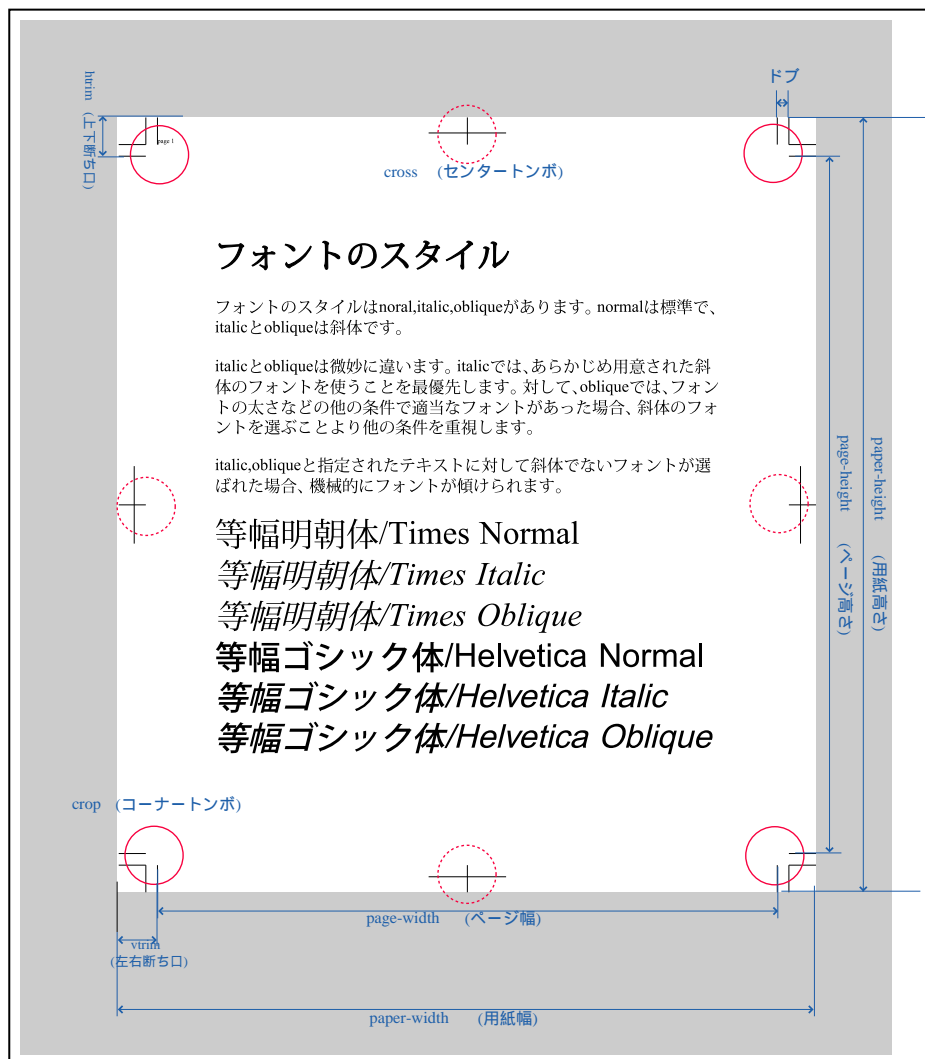 ドブ
htrim (上下断ち口)
page 1
cross (センタートンボ)
フォントのスタイル
フォントのスタイルはnoral,italic,obliqueがあります。normalは標準で、
italicとobliqueは斜体です。
italicとobliqueは微妙に違います。italicでは、あらかじめ用意された斜
体のフォントを使うことを最優先します。対して、obliqueでは、フォン
トの太さなどの他の条件で適当なフォントがあった場合、斜体のフォ
ントを選ぶことより他の条件を重視します。
italic,obliqueと指定されたテキストに対して斜体でないフォントが選
ばれた場合、機械的にフォントが傾けられます。
等幅明朝体/Times Normal
等幅明朝体/Times Italic
等幅明朝体/Times Oblique
等幅ゴシック体/Helvetica Normal
等幅ゴシック体/Helvetica Italic
等幅ゴシック体/Helvetica Oblique
page-height (ページ高さ)
paper-height (用紙高さ)
crop (コーナートンボ)
page-width (ページ幅)
vtrim
(左右断ち口)
paper-width (用紙幅)